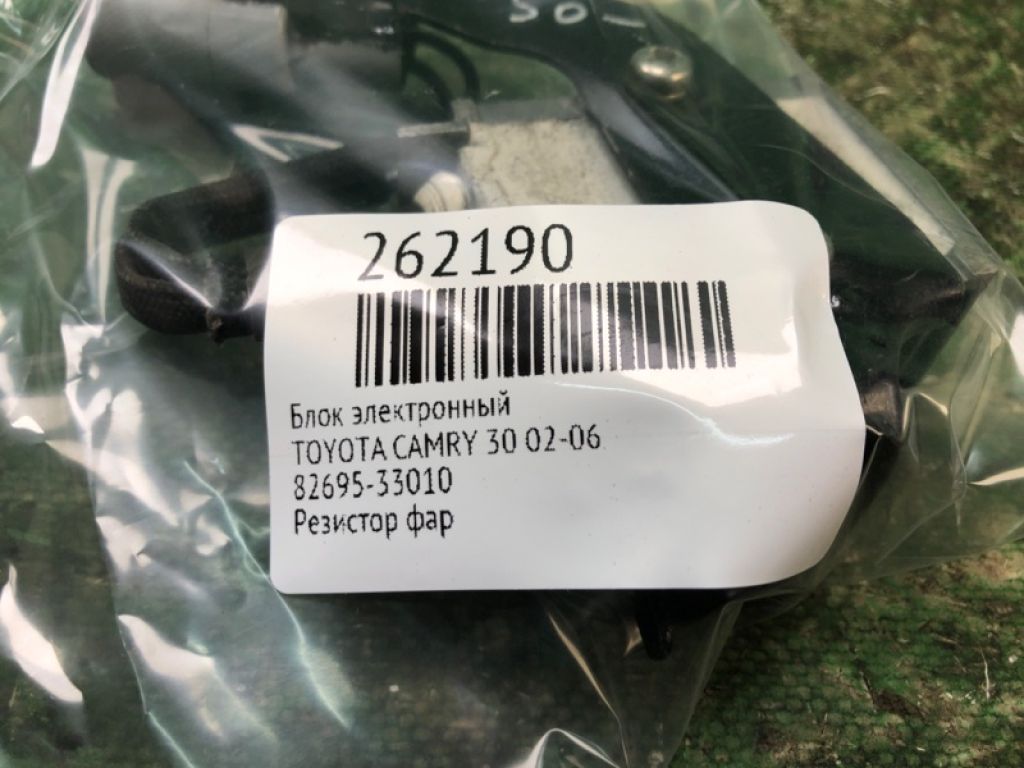 262190
Блок электронный
TOYOTA CAMRY 30 02-06
82695-33010
Резистор фар